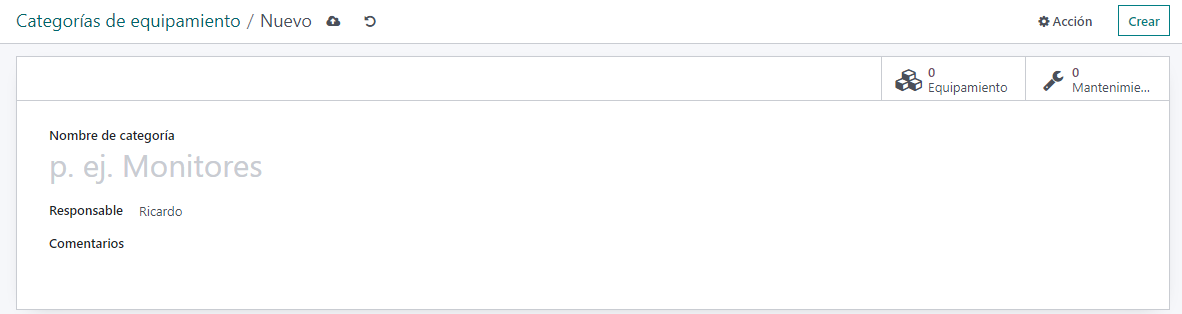 Categorías de equipamiento / Nuevo
Acción
Crear
0
Equipamiento
0
Mantenimie...
Nombre de categoría
p. ej. Monitores
Responsable Ricardo
Comentarios